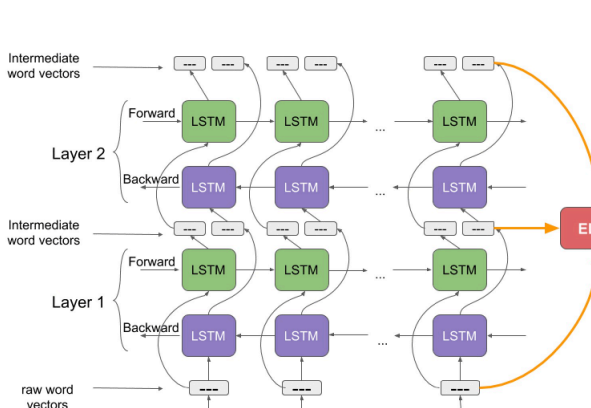 Intermediate
word vectors
--- --- --- --- --- ---
Forward
LSTM LSTM ... LSTM
Layer 2
Backward
LSTM LSTM ... LSTM
Intermediate
word vectors
--- --- --- --- --- ---
Forward
LSTM LSTM ... LSTM
Layer 1
Backward
LSTM LSTM ... LSTM
raw word
vectors
--- --- ---